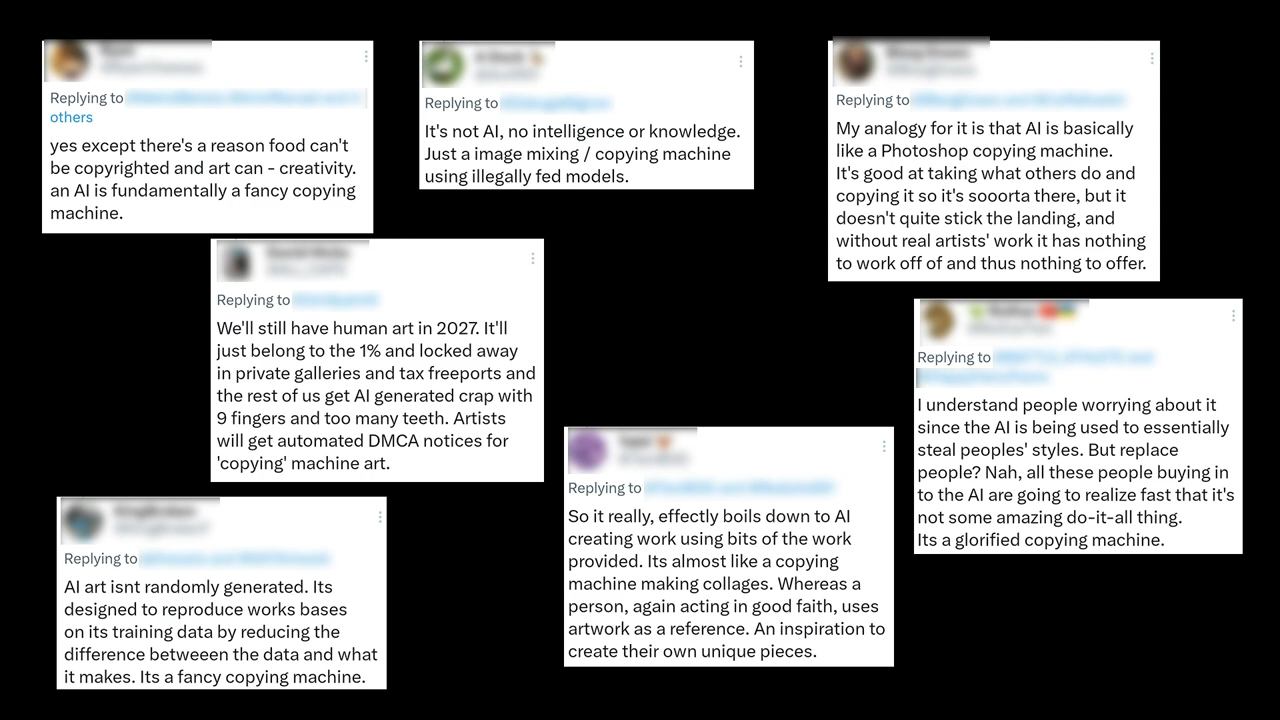 Replying to
others
yes except there's a reason food can't
be copyrighted and art can - creativity.
an AI is fundamentally a fancy copying
machine.
Replying to
It's not AI, no intelligence or knowledge.
Just a image mixing / copying machine
using illegally fed models.
Replying to
My analogy for it is that AI is basically
like a Photoshop copying machine.
It's good at taking what others do and
copying it so it's sooorta there, but it
doesn't quite stick the landing, and
without real artists' work it has nothing
to work off of and thus nothing to offer.
Replying to
We'll still have human art in 2027. It'll
just belong to the 1% and locked away
in private galleries and tax freeports and
the rest of us get AI generated crap with
9 fingers and too many teeth. Artists
will get automated DMCA notices for
'copying' machine art.
Replying to
I understand people worrying about it
since the AI is being used to essentially
steal peoples' styles. But replace
people? Nah, all these people buying in
to the AI are going to realize fast that it's
not some amazing do-it-all thing.
Its a glorified copying machine.
Replying to
So it really, effectly boils down to AI
creating work using bits of the work
provided. Its almost like a copying
machine making collages. Whereas a
person, again acting in good faith, uses
artwork as a reference. An inspiration to
create their own unique pieces.
Replying to
AI art isnt randomly generated. Its
designed to reproduce works bases
on its training data by reducing the
difference betweeen the data and what
it makes. Its a fancy copying machine.